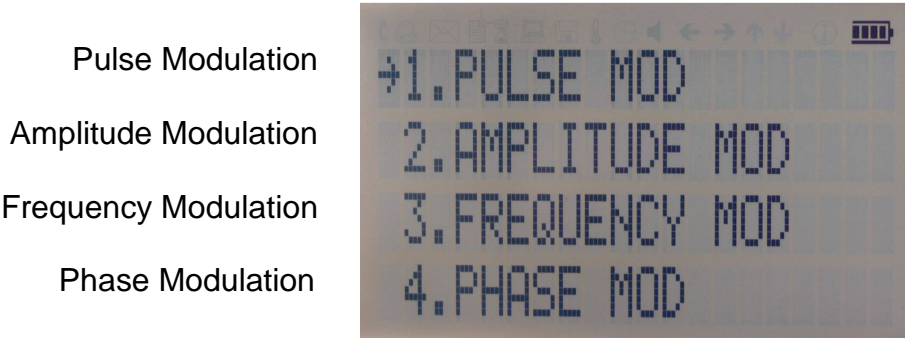 Pulse Modulation
→1.PULSE MOD
Amplitude Modulation
2.AMPLITUDE MOD
Frequency Modulation
3.FREQUENCY MOD
Phase Modulation
4.PHASE MOD